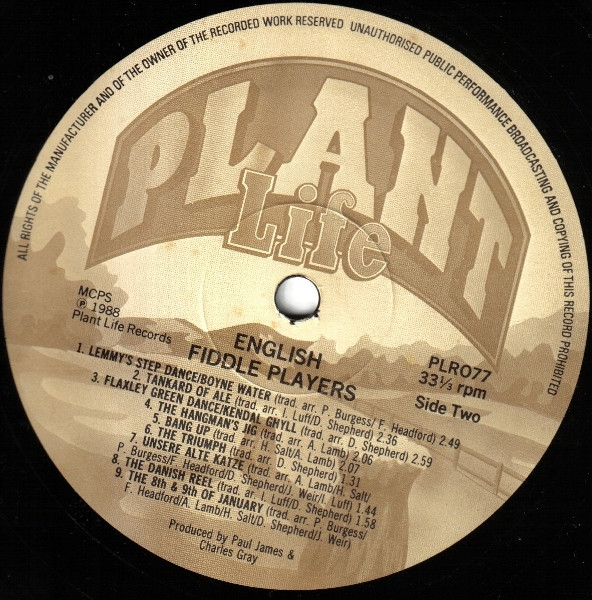 ALL RIGHTS OF THE MANUFACTURER AND OF THE OWNER OF THE RECORDED WORK RESERVED UNAUTHORISED PUBLIC PERFORMANCE BROADCASTING AND COPYING OF THIS RECORD PROHIBITED
PLANT
Life
MCPS
℗ 1988
Plant Life Records
ENGLISH
FIDDLE PLAYERS
PLR077
33⅓ rpm
Side Two
1. LEMMY'S STEP DANCE/BOYNE WATER (trad. arr. P. Burgess/F. Headford) 2.49
2. TANKARD OF ALE (trad. arr. I. Luff/D. Shepherd) 2.36
3. FLAXLEY GREEN DANCE/KENDAL GHYLL (trad. arr. D. Shepherd) 2.59
4. THE HANGMAN'S JIG (trad. arr. A. Lamb) 2.06
5. BANG UP (trad. arr. H. Salt/A. Lamb) 2.07
6. THE TRIUMPH (trad. arr. D. Shepherd) 1.31
7. UNSERE ALTE KATZE (trad. arr. A. Lamb/H. Salt/
P. Burgess/F. Headford/D. Shepherd/J. Weir/I. Luff) 1.44
8. THE DANISH REEL (trad. arr. I. Luff/D. Shepherd) 1.58
9. THE 8th & 9th OF JANUARY (trad. arr. P. Burgess/
F. Headford/A. Lamb/H. Salt/D. Shepherd/J. Weir)
Produced by Paul James &
Charles Gray